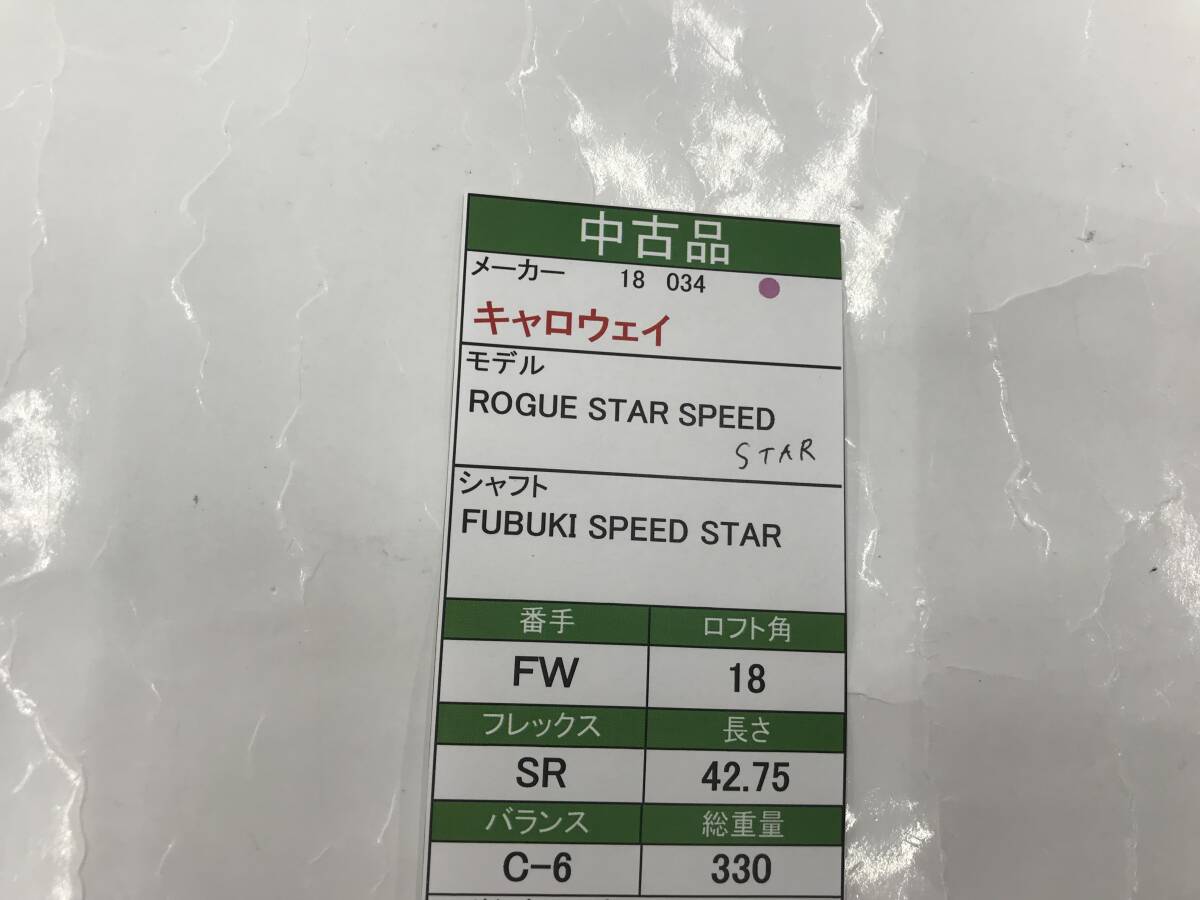 中古品
メーカー 18 034
キャロウェイ
モデル
ROGUE STAR SPEED
STAR
シャフト
FUBUKI SPEED STAR
番手 ロフト角
FW 18
フレックス 長さ
SR 42.75
バランス 総重量
C-6 330